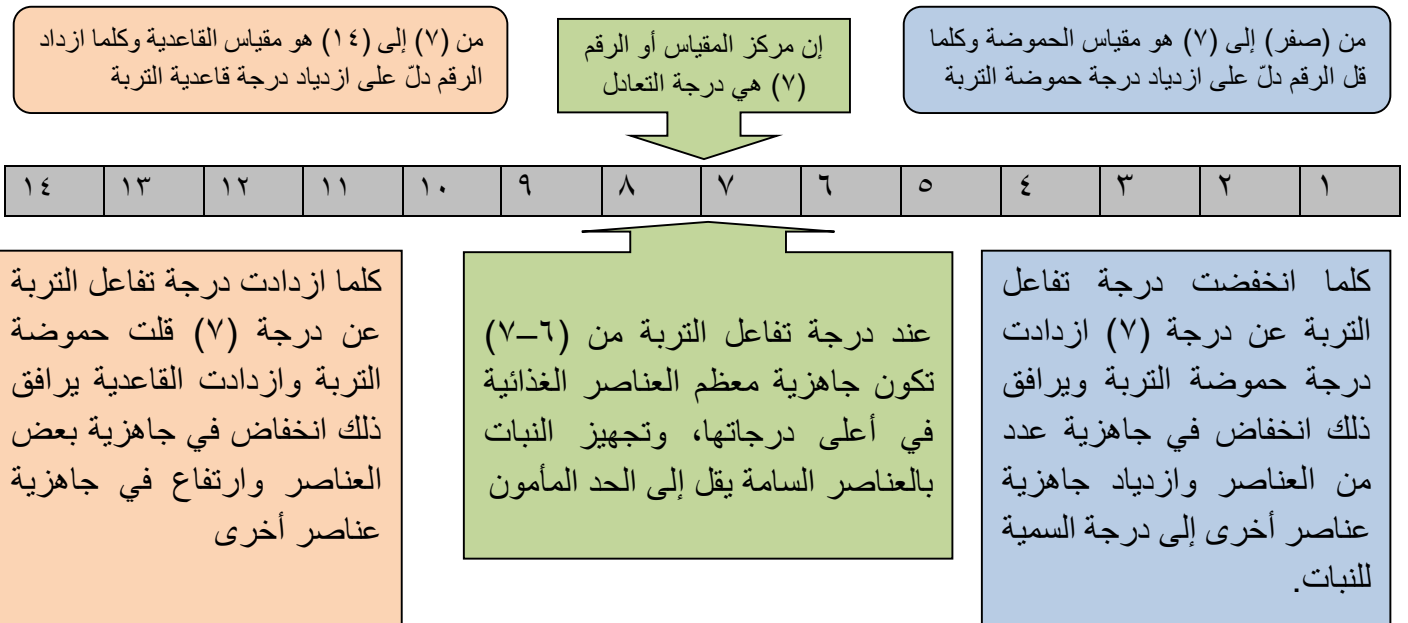 من (صفر) إلى (٧) هو مقياس الحموضة وكلما
قل الرقم دلّ على ازدياد درجة حموضة التربة
إن مركز المقياس أو الرقم
(٧) هي درجة التعادل
من (٧) إلى (١٤) هو مقياس القاعدية وكلما ازداد
الرقم دلّ على ازدياد درجة قاعدية التربة
١ ٢ ٣ ٤ ٥ ٦ ٧ ٨ ٩ ١٠ ١١ ١٢ ١٣ ١٤
كلما انخفضت درجة تفاعل
التربة عن درجة (٧) ازدادت
درجة حموضة التربة ويرافق
ذلك انخفاض في جاهزية عدد
من العناصر وازدياد جاهزية
عناصر أخرى إلى درجة السمية
للنبات.
عند درجة تفاعل التربة من (٦–٧)
تكون جاهزية معظم العناصر الغذائية
في أعلى درجاتها، وتجهيز النبات
بالعناصر السامة يقل إلى الحد المأمون
كلما ازدادت درجة تفاعل التربة
عن درجة (٧) قلت حموضة
التربة وازدادت القاعدية يرافق
ذلك انخفاض في جاهزية بعض
العناصر وارتفاع في جاهزية
عناصر أخرى